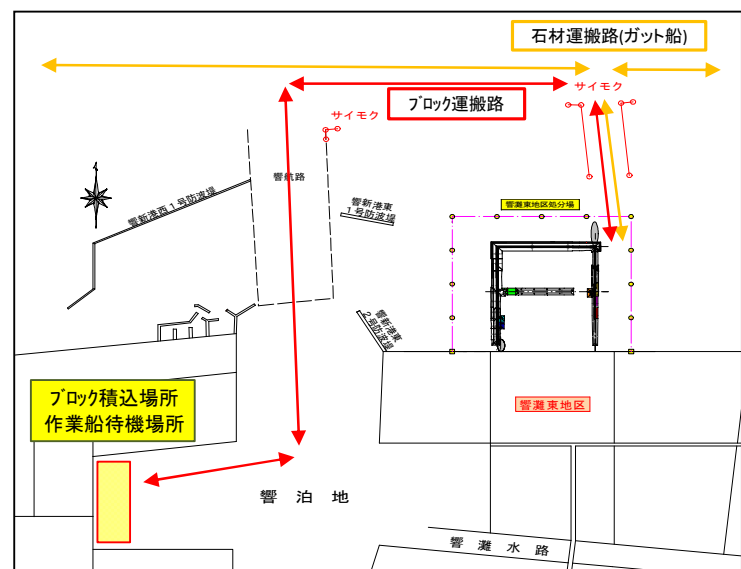 石材運搬路(ガット船)
サイモク
ブロック運搬路
サイモク
響航路
響新港西1号防波堤
響新港東
1号防波堤
響灘東地区処分場
響新港東
2号防波堤
ブロック積込場所
作業船待機場所
響灘東地区
響泊地
響灘水路